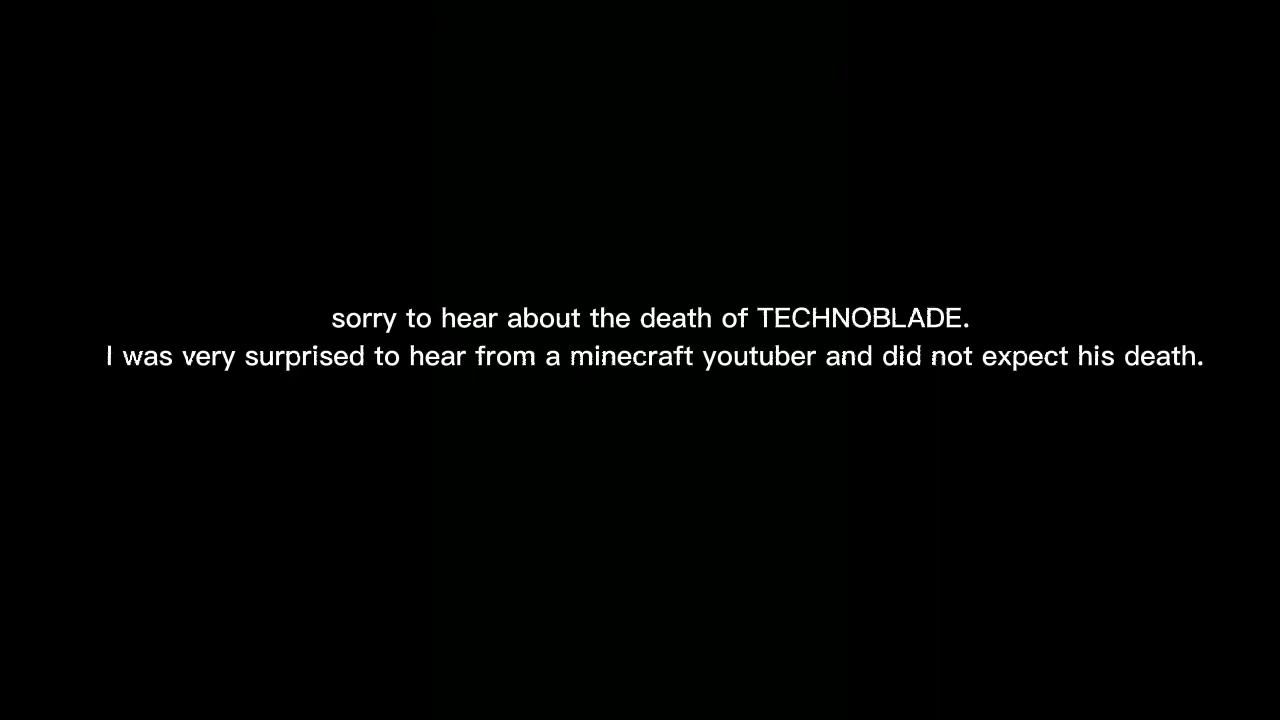 sorry to hear about the death of TECHNOBLADE.
I was very surprised to hear from a minecraft youtuber and did not expect his death.